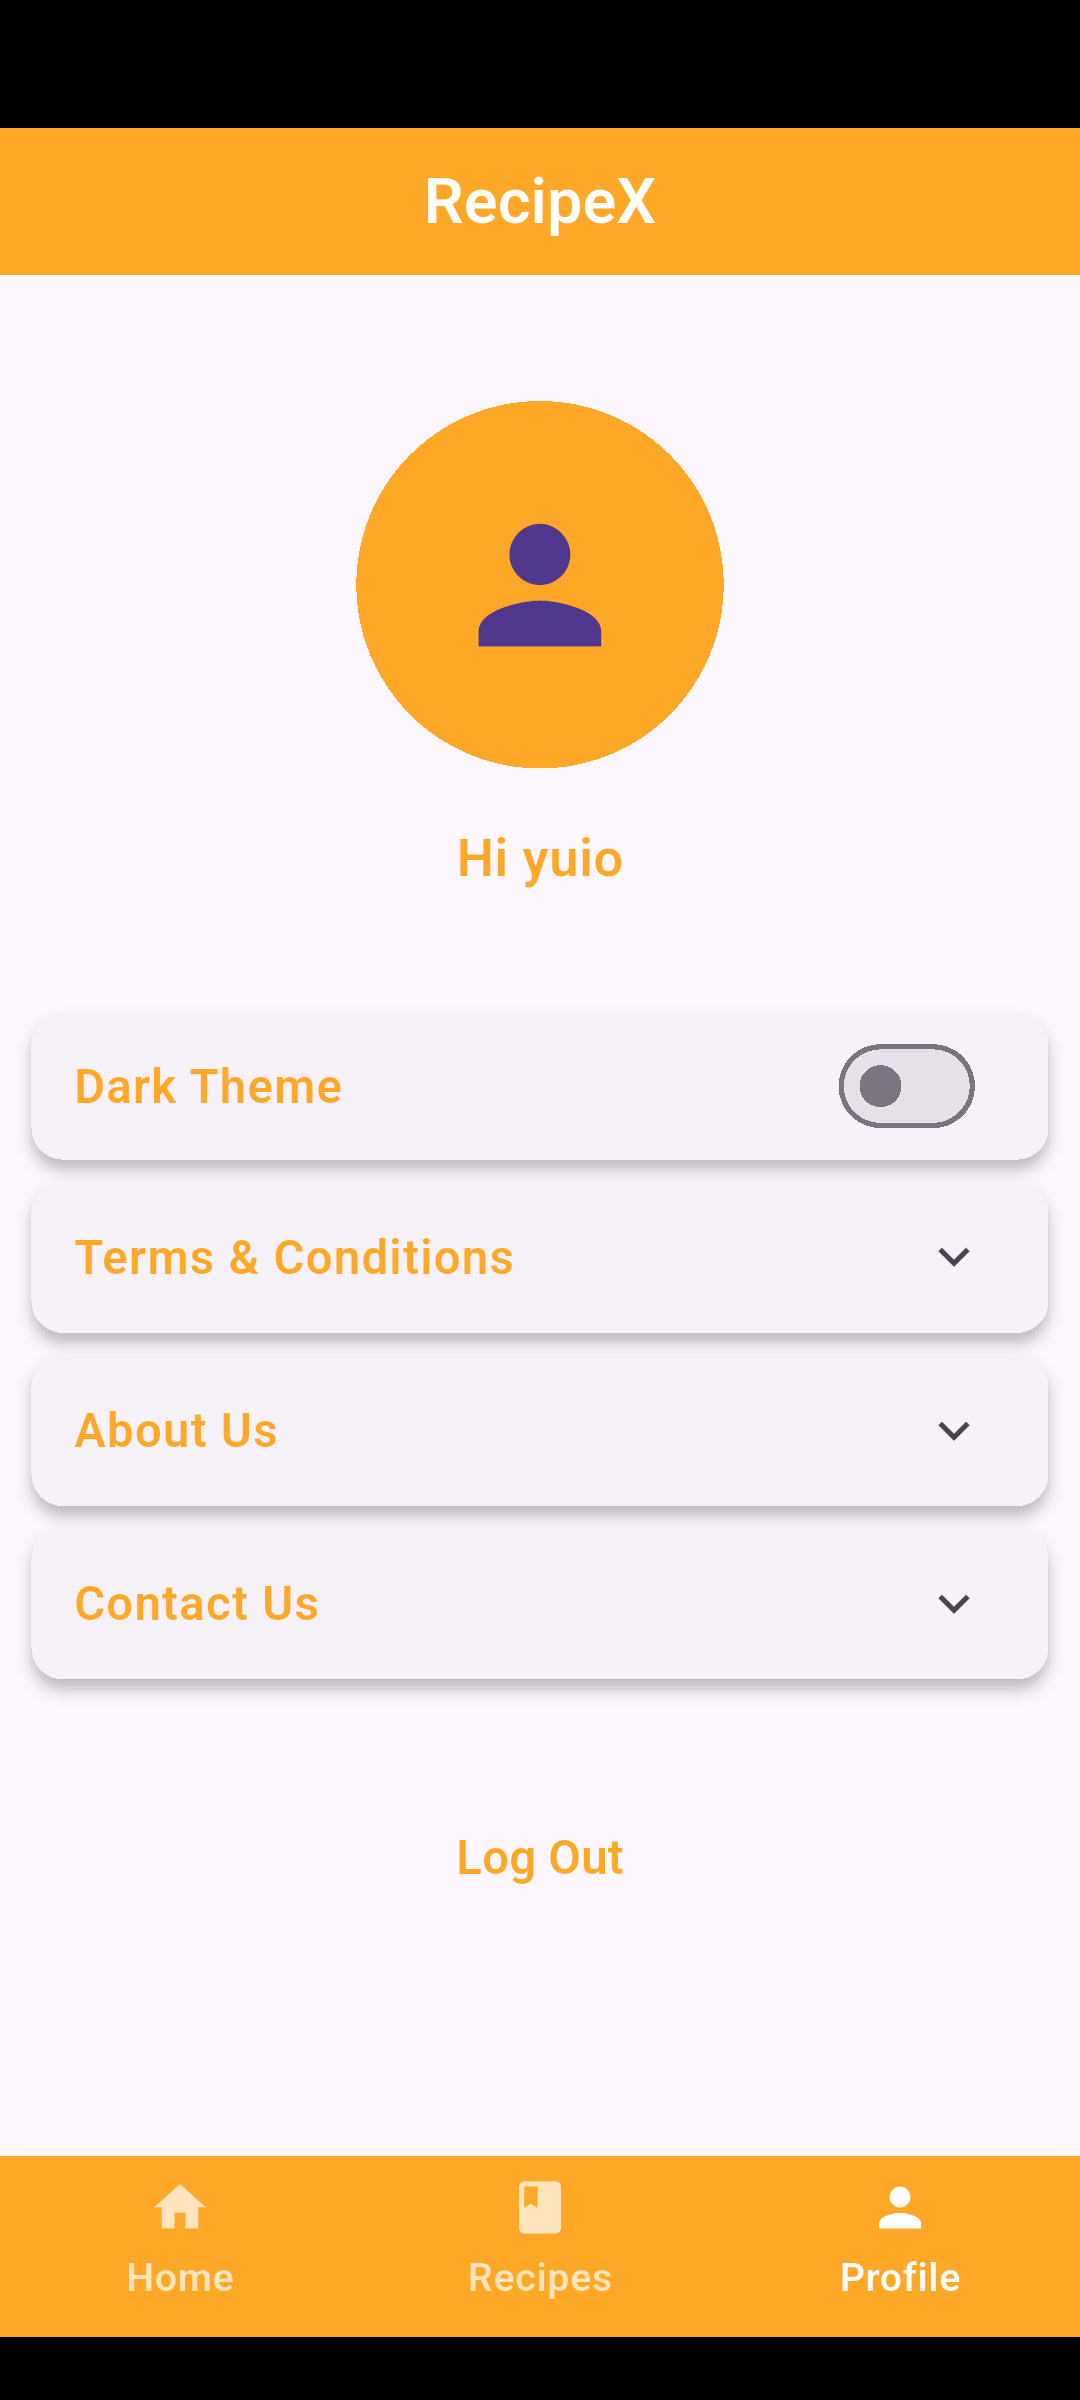 RecipeX
Hi yuio
Dark Theme
Terms & Conditions
About Us
Contact Us
Log Out
Home
Recipes
Profile